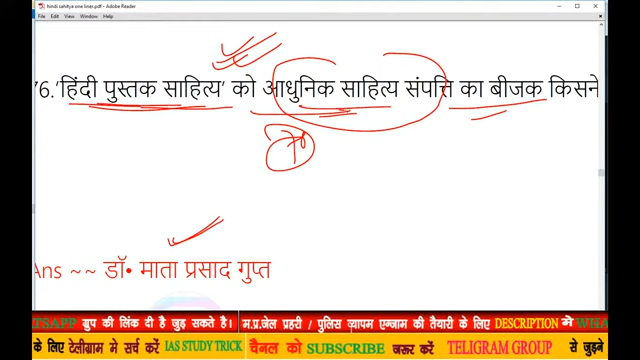 hindi sahitya one liner.pdf - Adobe Reader
File Edit View Window Help
76.'हिंदी पुस्तक साहित्य' को आधुनिक साहित्य संपत्ति का बीजक किसने
Ans ~~ डॉ• माता प्रसाद गुप्त
ग्रुप की लिंक दी है जुड़ सकते है। म.प्र.जेल प्रहरी / पुलिस व्यापम एग्जाम की तैयारी के लिए DESCRIPTION मे
के लिए टेलीग्राम में सर्च करें IAS STUDY TRICK चैनल को SUBSCRIBE जरूर करें TELIGRAM GROUP से जुड़ने